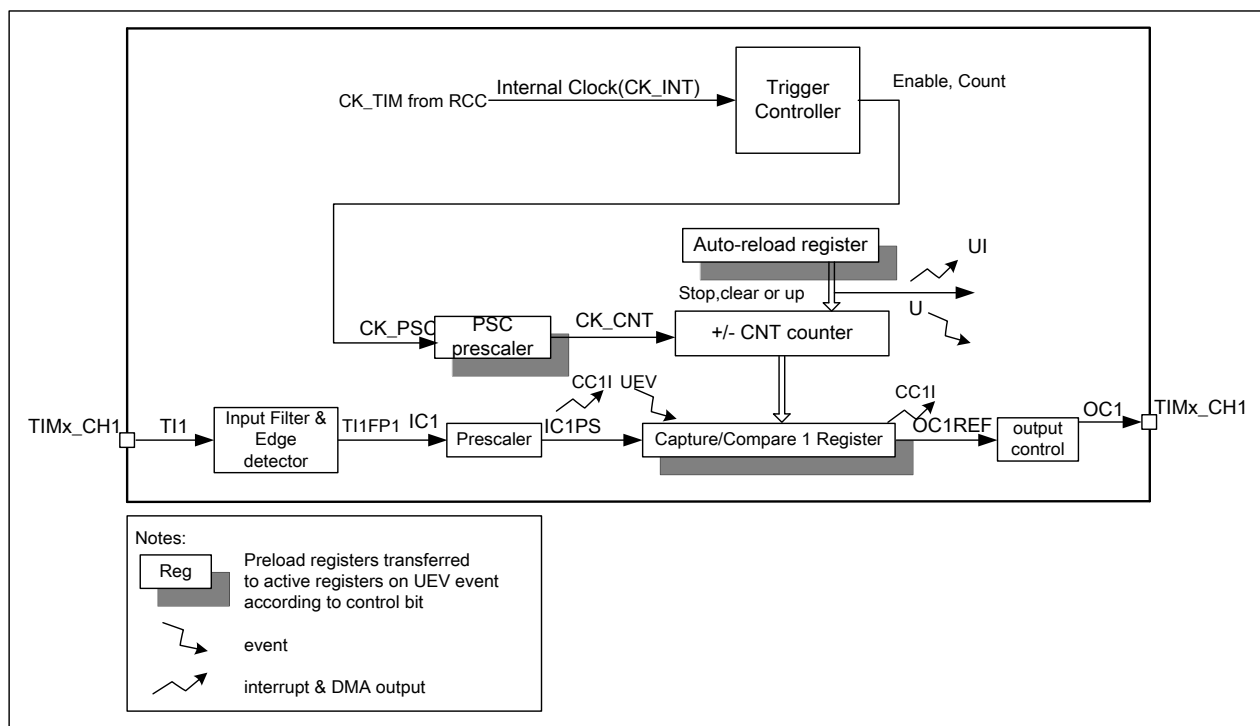 CK_TIM from RCC
Internal Clock(CK_INT)
Trigger
Controller
Enable, Count
Auto-reload register
UI
Stop,clear or up
U
CK_PSC
PSC
prescaler
CK_CNT
+/- CNT counter
CC1I
UEV
CC1I
TIMx_CH1
TI1
Input Filter &
Edge
detector
TI1FP1
IC1
Prescaler
IC1PS
Capture/Compare 1 Register
OC1REF
output
control
OC1
TIMx_CH1
Notes:
Reg
Preload registers transferred
to active registers on UEV event
according to control bit
event
interrupt & DMA output